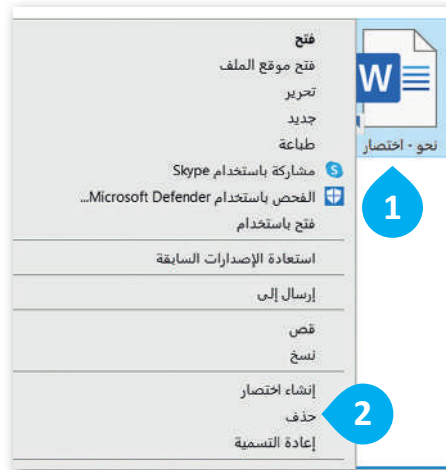 فتح
فتح موقع الملف
تحرير
جديد
طباعة
مشاركة باستخدام Skype
الفحص باستخدام Microsoft Defender...
فتح باستخدام
استعادة الإصدارات السابقة
إرسال إلى
قص
نسخ
إنشاء اختصار
حذف
إعادة التسمية
W
نحو - اختصار
1
2